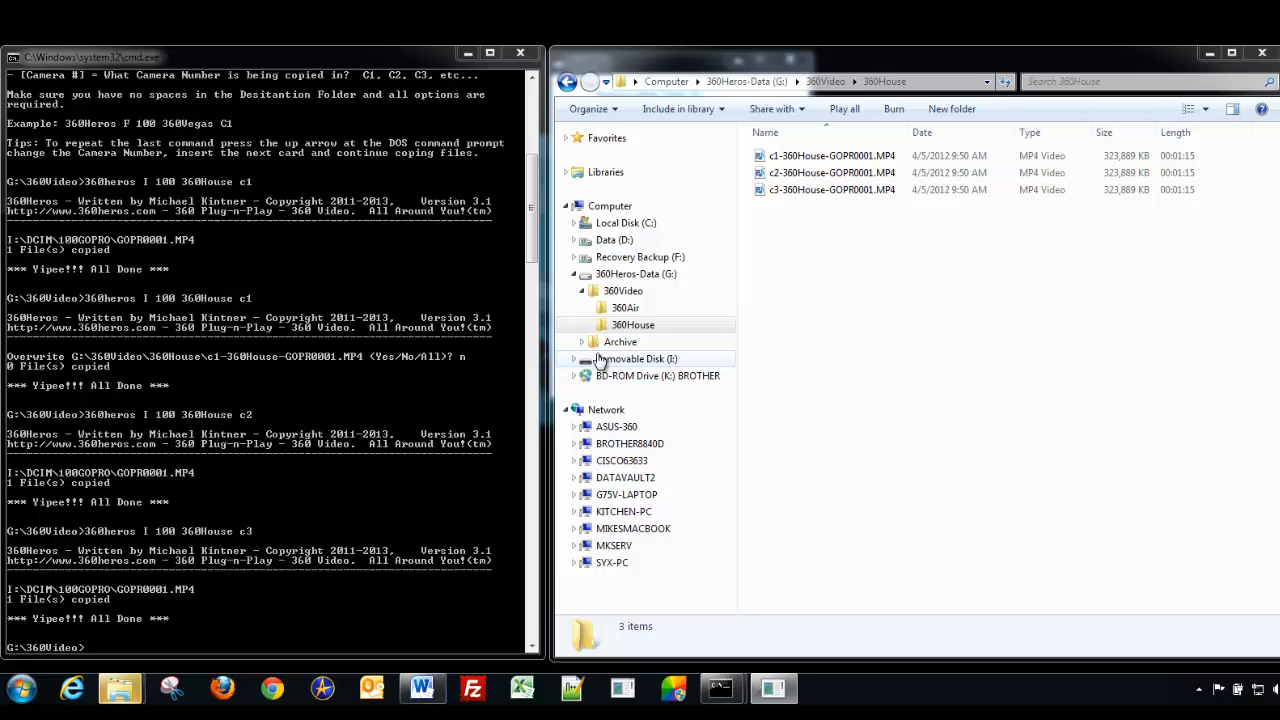 C:\Windows\system32\cmd.exe
- [Camera #] = What Camera Number is being copied in?  C1, C2, C3, etc...
Make sure you have no spaces in the Desitantion Folder and all options are
required.
Example: 360Heros F 100 360Vegas C1
Tips: To repeat the last command press the up arrow at the DOS command prompt
change the Camera Number, insert the next card and continue coping files.
G:\360Video>360heros I 100 360House c1
360Heros - Written by Michael Kintner - Copyright 2011-2013,    Version 3.1
http://www.360heros.com - 360 Plug-n-Play - 360 Video.  All Around You!(tm)
I:\DCIM\100GOPRO\GOPR0001.MP4
1 File(s) copied
*** Yipee!!! All Done ***
G:\360Video>360heros I 100 360House c1
360Heros - Written by Michael Kintner - Copyright 2011-2013,    Version 3.1
http://www.360heros.com - 360 Plug-n-Play - 360 Video.  All Around You!(tm)
Overwrite G:\360Video\360House\c1-360House-GOPR0001.MP4 (Yes/No/All)? n
0 File(s) copied
*** Yipee!!! All Done ***
G:\360Video>360heros I 100 360House c2
360Heros - Written by Michael Kintner - Copyright 2011-2013,    Version 3.1
http://www.360heros.com - 360 Plug-n-Play - 360 Video.  All Around You!(tm)
I:\DCIM\100GOPRO\GOPR0001.MP4
1 File(s) copied
*** Yipee!!! All Done ***
G:\360Video>360heros I 100 360House c3
360Heros - Written by Michael Kintner - Copyright 2011-2013,    Version 3.1
http://www.360heros.com - 360 Plug-n-Play - 360 Video.  All Around You!(tm)
I:\DCIM\100GOPRO\GOPR0001.MP4
1 File(s) copied
*** Yipee!!! All Done ***
G:\360Video>
Computer 360Heros-Data (G:) 360Video 360House Search 360House
Organize Include in library Share with Play all Burn New folder
Favorites
Libraries
Computer
Local Disk (C:)
Data (D:)
Recovery Backup (F:)
360Heros-Data (G:)
360Video
360Air
360House
Archive
Removable Disk (I:)
BD-ROM Drive (K:) BROTHER
Network
ASUS-360
BROTHER8840D
CISCO63633
DATAVAULT2
G75V-LAPTOP
KITCHEN-PC
MIKESMACBOOK
MKSERV
SYX-PC
Name Date Type Size Length
c1-360House-GOPR0001.MP4 4/5/2012 9:50 AM MP4 Video 323,889 KB 00:01:15
c2-360House-GOPR0001.MP4 4/5/2012 9:50 AM MP4 Video 323,889 KB 00:01:15
c3-360House-GOPR0001.MP4 4/5/2012 9:50 AM MP4 Video 323,889 KB 00:01:15
3 items